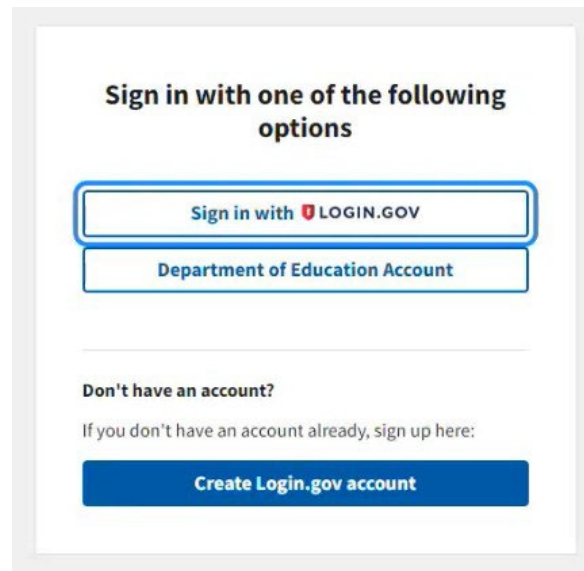 Sign in with one of the following
options
Sign in with LOGIN.GOV
Department of Education Account
Don't have an account?
If you don't have an account already, sign up here:
Create Login.gov account